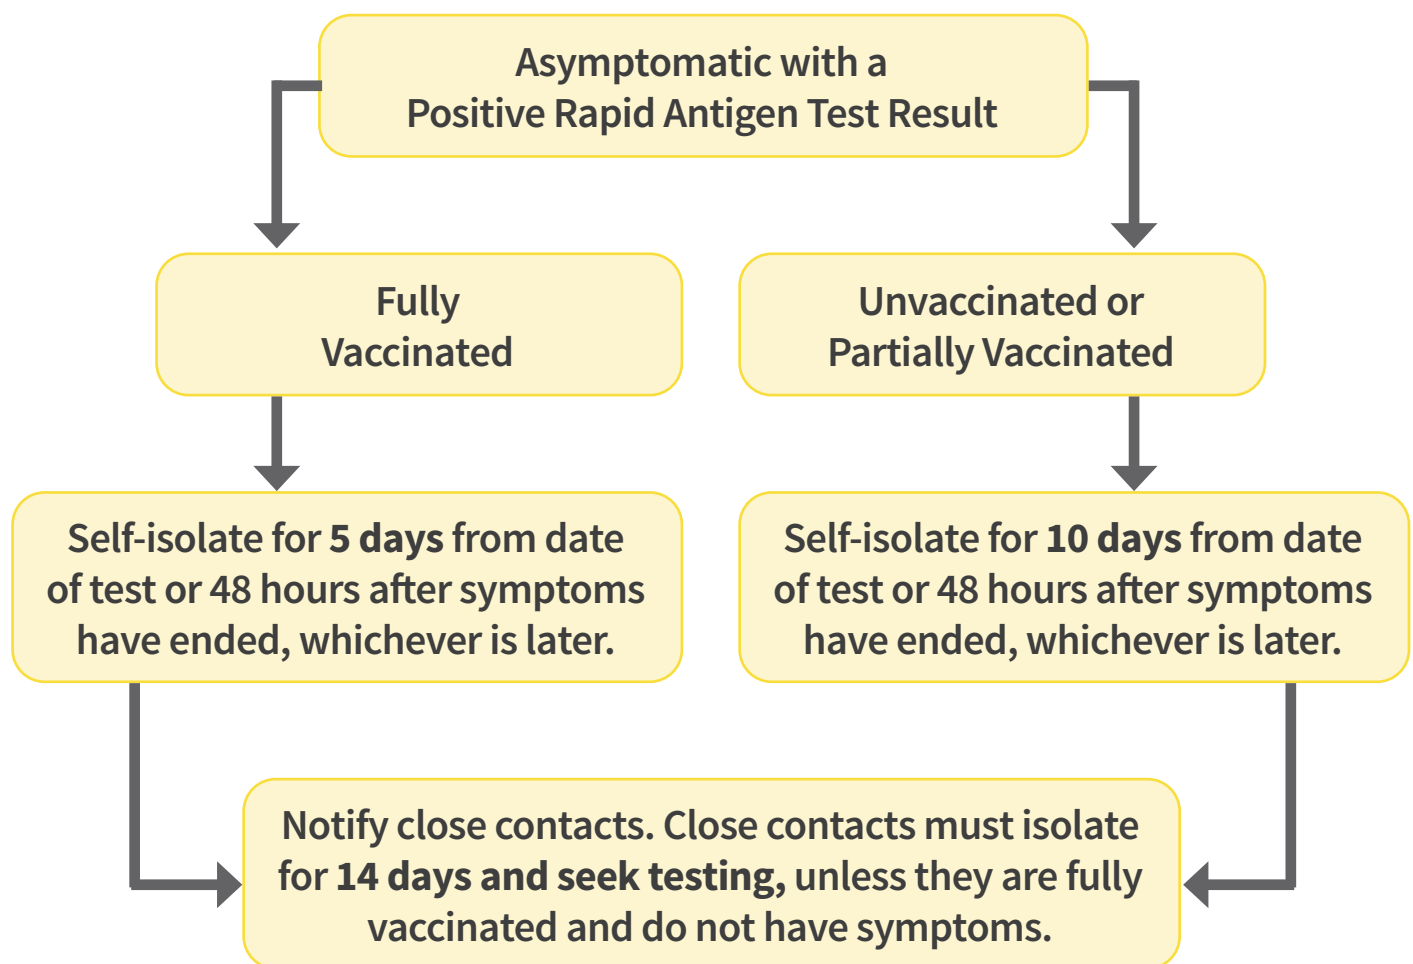 Asymptomatic with a
Positive Rapid Antigen Test Result
Fully
Vaccinated
Unvaccinated or
Partially Vaccinated
Self-isolate for 5 days from date
of test or 48 hours after symptoms
have ended, whichever is later.
Self-isolate for 10 days from date
of test or 48 hours after symptoms
have ended, whichever is later.
Notify close contacts. Close contacts must isolate
for 14 days and seek testing, unless they are fully
vaccinated and do not have symptoms.